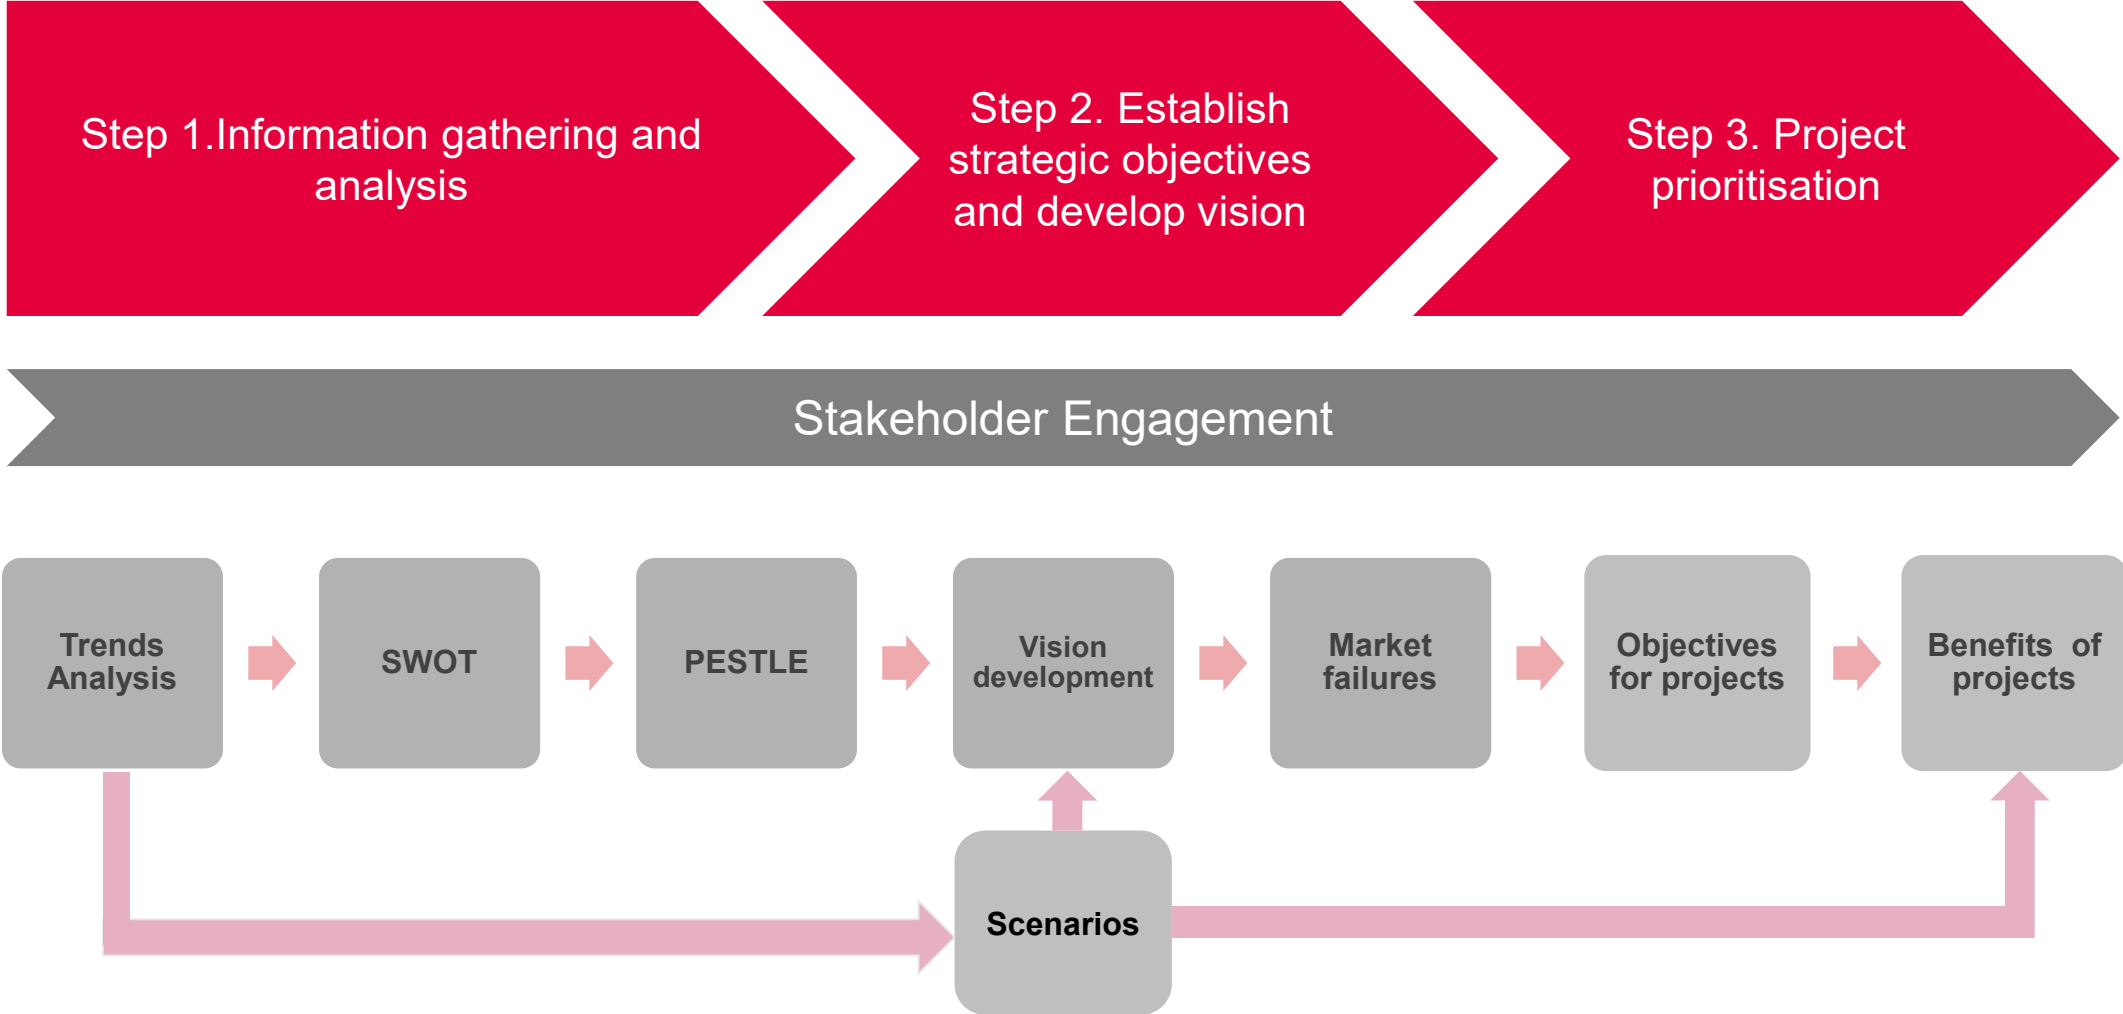 Step 1.Information gathering and
analysis
Step 2. Establish
strategic objectives
and develop vision
Step 3. Project
prioritisation
Stakeholder Engagement
Trends
Analysis
SWOT
PESTLE
Vision
development
Market
failures
Objectives
for projects
Benefits of
projects
Scenarios